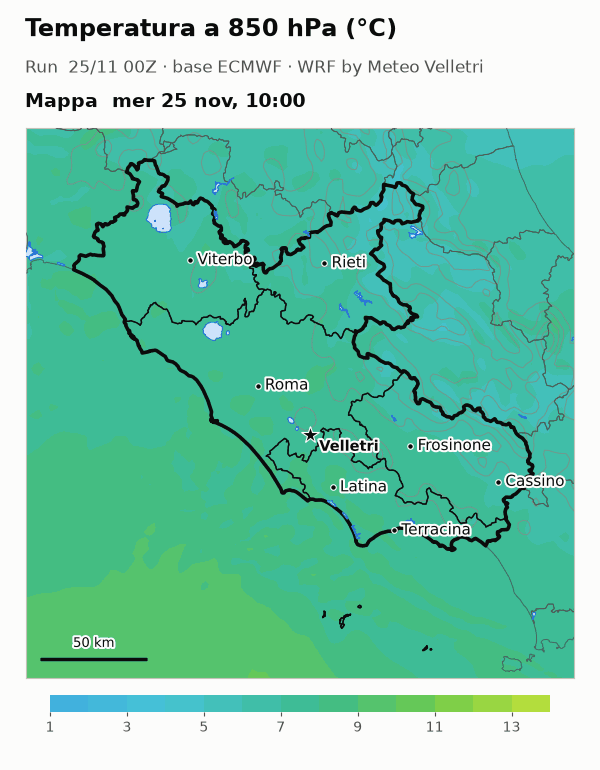 Temperatura a 850 hPa (°C)
Run  25/11 00Z · base ECMWF · WRF by Meteo Velletri
Mappa  mer 25 nov, 10:00
Viterbo
Rieti
Roma
Velletri
Frosinone
Latina
Cassino
Terracina
50 km
1 3 5 7 9 11 13